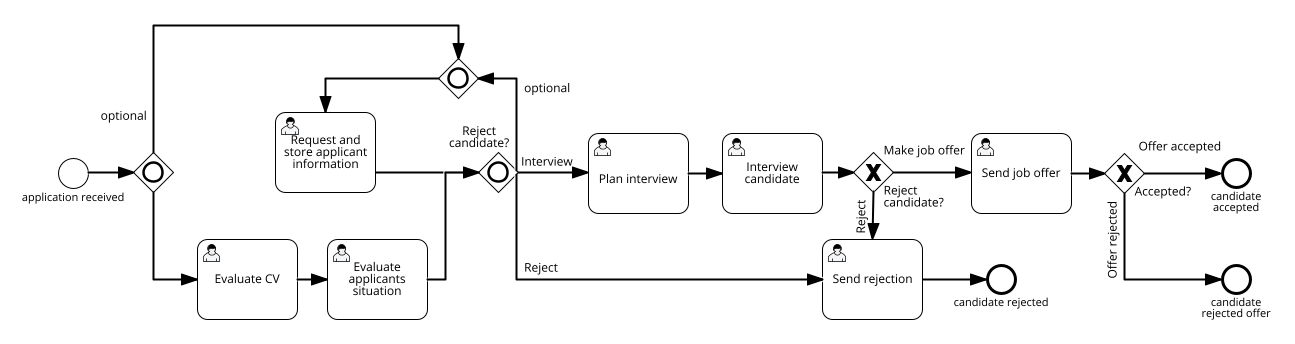 optional
optional
Request and
store applicant
information
Reject
candidate?
Interview
application received
Plan interview
Interview
candidate
Make job offer
Reject
candidate?
Send job offer
Offer accepted
Accepted?
candidate
accepted
Evaluate CV
Evaluate
applicants
situation
Reject
Reject
Send rejection
candidate rejected
Offer rejected
candidate
rejected offer